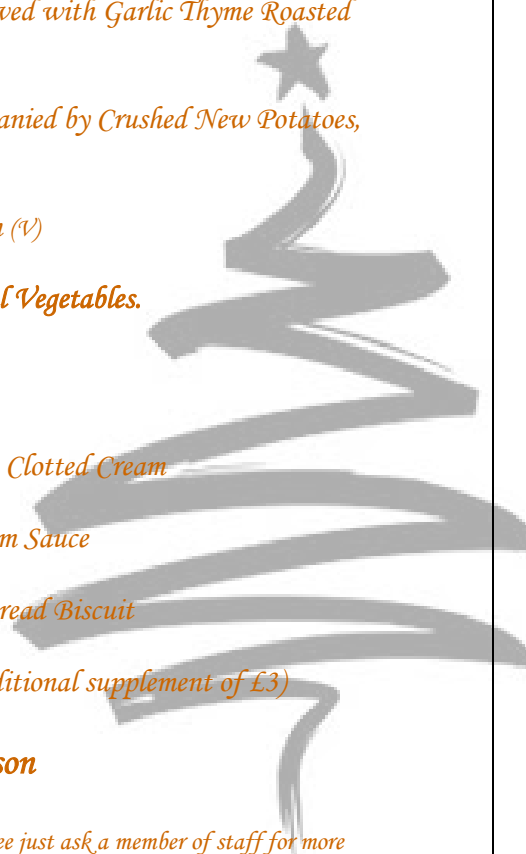 ved with Garlic Thyme Roasted
anied by Crushed New Potatoes,
n (V)
l Vegetables.
Clotted Cream
m Sauce
read Biscuit
ditional supplement of £3)
son
ee just ask a member of staff for more